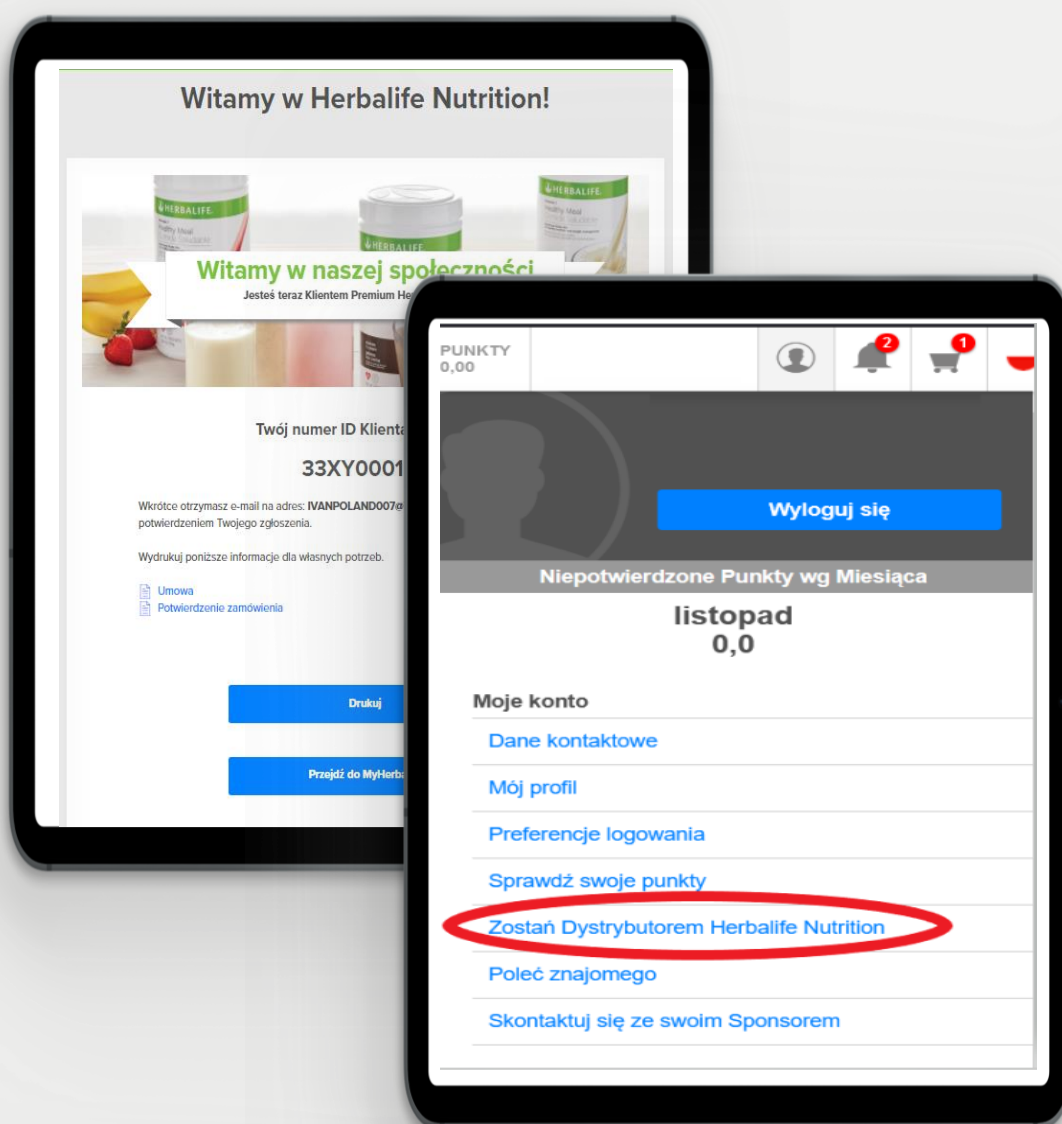 Witamy w Herbalife Nutrition!
HERBALIFE.
Healthy Meal
HERBALIFE
HERBALIFE.
Healthy Meal
Witamy w naszej społeczności
Jesteś teraz Klientem Premium
Twój numer ID Klienta
33XY0001
Wkrótce otrzymasz e-mail na adres: IVANPOLAND007@
potwierdzeniem Twojego zgłoszenia.
Wydrukuj poniższe informacje dla własnych potrzeb.
Umowa
Potwierdzenie zamówienia
Drukuj
Przejdź do MyHerba
PUNKTY
0,00
2
1
Wyloguj się
Niepotwierdzone Punkty wg Miesiąca
listopad
0,0
Moje konto
Dane kontaktowe
Mój profil
Preferencje logowania
Sprawdź swoje punkty
Zostań Dystrybutorem Herbalife Nutrition
Poleć znajomego
Skontaktuj się ze swoim Sponsorem